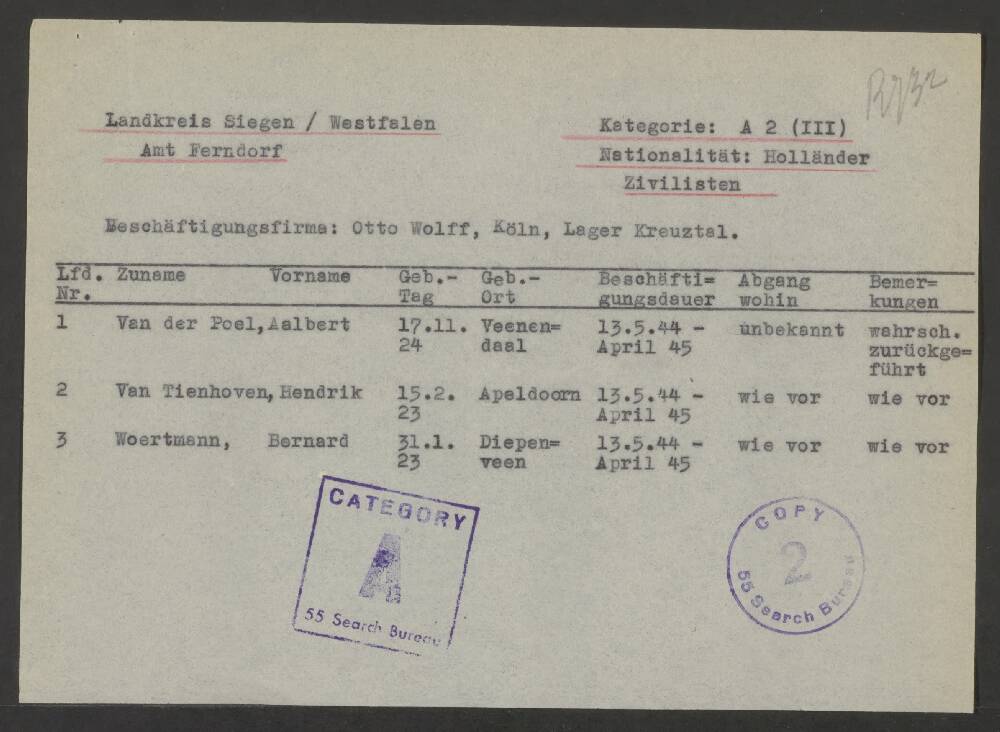 Landkreis Siegen / Westfalen
Amt Ferndorf
Kategorie: A 2 (III)
Nationalität: Holländer
Zivilisten
Beschäftigungsfirma: Otto Wolff, Köln, Lager Kreuztal.
Lfd. Zuname Vorname Geb.- Geb.- Beschäfti= Abgang Bemer=
Nr. Tag Ort gungsdauer wohin kungen
1 Van der Poel, Aalbert 17.11. Veenen= 13.5.44 - unbekannt wahrsch.
24 daal April 45 zurückge=
führt
2 Van Tienhoven, Hendrik 15.2. Apeldoorn 13.5.44 - wie vor wie vor
23 April 45
3 Woertmann, Bernard 31.1. Diepen= 13.5.44 - wie vor wie vor
23 veen April 45
CATEGORY
A
55 Search Bureau
COPY
2
55 Search Bureau